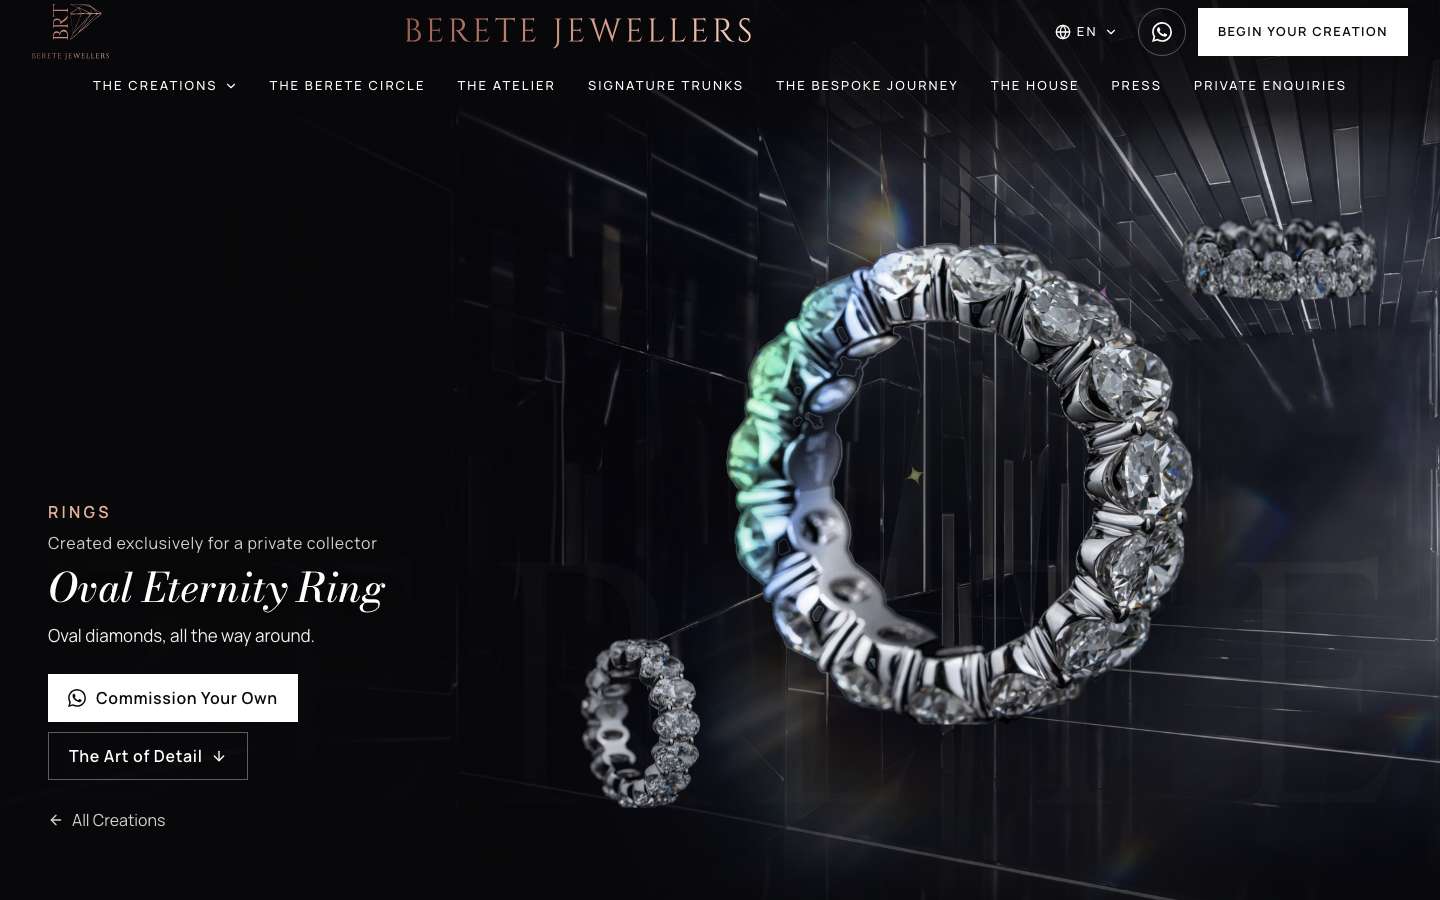 BRT
BERETE JEWELLERS
BERETE JEWELLERS
EN
BEGIN YOUR CREATION
THE CREATIONS
THE BERETE CIRCLE
THE ATELIER
SIGNATURE TRUNKS
THE BESPOKE JOURNEY
THE HOUSE
PRESS
PRIVATE ENQUIRIES
RINGS
Created exclusively for a private collector
Oval Eternity Ring
Oval diamonds, all the way around.
Commission Your Own
The Art of Detail
All Creations